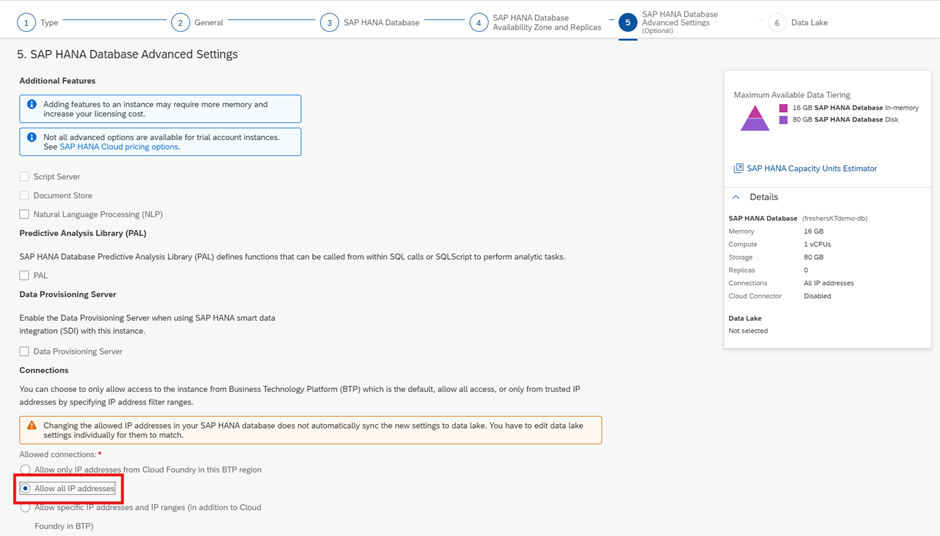 1 Type
2 General
3 SAP HANA Database
4 SAP HANA Database
Availability Zone and Replicas
5 SAP HANA Database
Advanced Settings
(Optional)
6 Data Lake
5. SAP HANA Database Advanced Settings
Additional Features
Adding features to an instance may require more memory and
increase your licensing cost.
Not all advanced options are available for trial account instances.
See SAP HANA Cloud pricing options.
Script Server
Document Store
Natural Language Processing (NLP)
Predictive Analysis Library (PAL)
SAP HANA Database Predictive Analysis Library (PAL) defines functions that can be called from within SQL calls or SQLScript to perform analytic tasks.
PAL
Data Provisioning Server
Enable the Data Provisioning Server when using SAP HANA smart data
integration (SDI) with this instance.
Data Provisioning Server
Connections
You can choose to only allow access to the instance from Business Technology Platform (BTP) which is the default, allow all access, or only from trusted IP
addresses by specifying IP address filter ranges.
Changing the allowed IP addresses in your SAP HANA database does not automatically sync the new settings to data lake. You have to edit data lake
settings individually for them to match.
Allowed connections:*
Allow only IP addresses from Cloud Foundry in this BTP region
Allow all IP addresses
Allow specific IP addresses and IP ranges (in addition to Cloud
Foundry in BTP)
Maximum Available Data Tiering
16 GB SAP HANA Database In-memory
80 GB SAP HANA Database Disk
SAP HANA Capacity Units Estimator
Details
SAP HANA Database (freshersKTdemo-db)
Memory 16 GB
Compute 1 vCPUs
Storage 80 GB
Replicas 0
Connections All IP addresses
Cloud Connector Disabled
Data Lake
Not selected